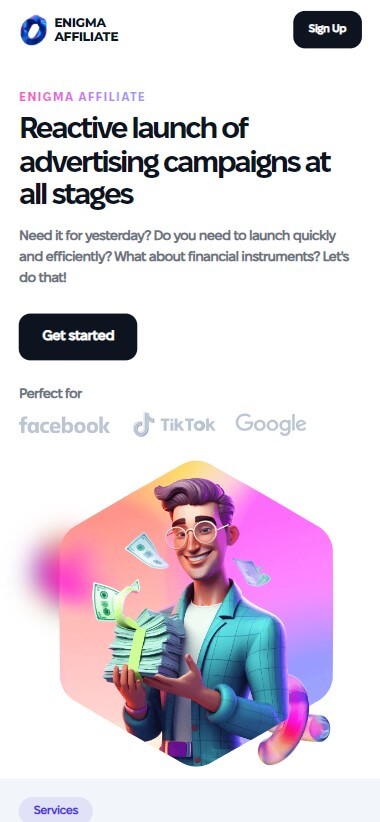 ENIGMA
AFFILIATE
Sign Up
ENIGMA AFFILIATE
Reactive launch of
advertising campaigns at
all stages
Need it for yesterday? Do you need to launch quickly
and efficiently? What about financial instruments? Let's
do that!
Get started
Perfect for
facebook TikTok Google
Services